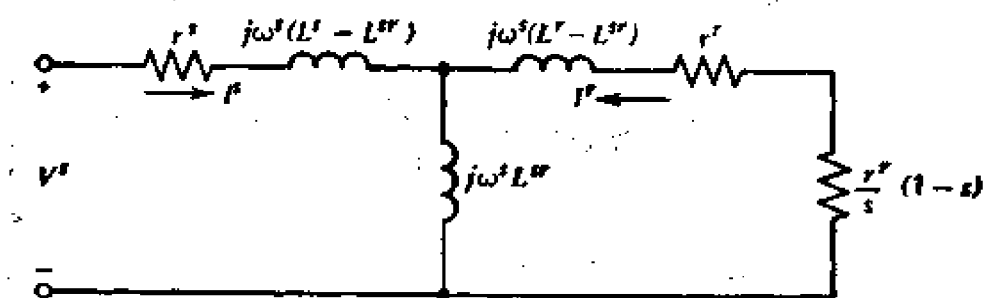 r^s jω^s(L^s – L^sr) jω^s(L^r – L^sr) r^r
+ I^s I^r
V^s jω^s L^sr r^r/s (1 – s)
–